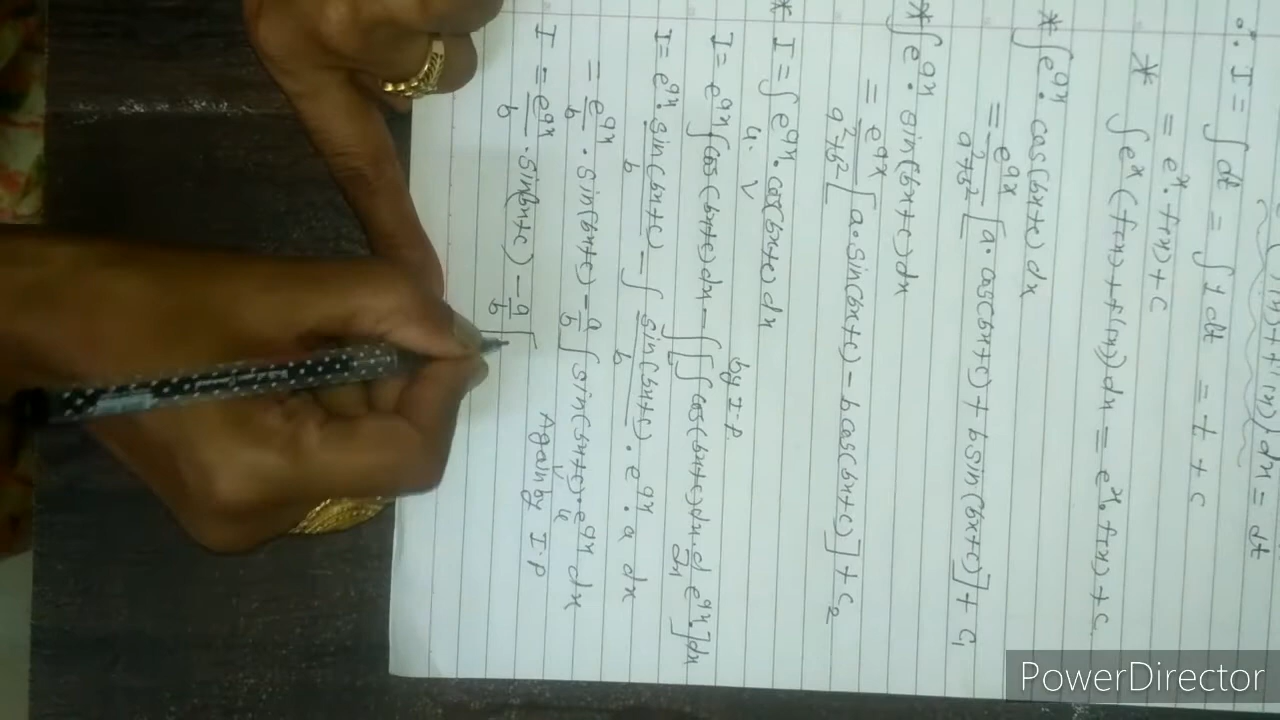 ∴ I = ∫ dt = ∫ 1 dt = t + c
= eˣ. f(x) + c
* ∫ eˣ (f(x) + f'(x)) dx = eˣ. f(x) + c
* ∫ e^ax. cos(bx+c) dx
= e^ax / a²+b² [a. cos(bx+c) + b sin(bx+c)] + c₁
* ∫ e^ax. sin(bx+c) dx
= e^ax / a²+b² [a. sin(bx+c) - b cos(bx+c)] + c₂
* I = ∫ e^ax. cos(bx+c) dx
u. v by I.P.
I = e^ax ∫ cos(bx+c) dx - ∫ [∫ cos(bx+c) dx. d/dx e^ax.] dx
I = e^ax. sin(bx+c) / b - ∫ sin(bx+c) / b . e^ax. a dx
= e^ax / b . sin(bx+c) - a/b ∫ sin(bx+c). e^ax dx
v u
I = e^ax / b . sin(bx+c) - a/b [ Again by I.P
PowerDirector